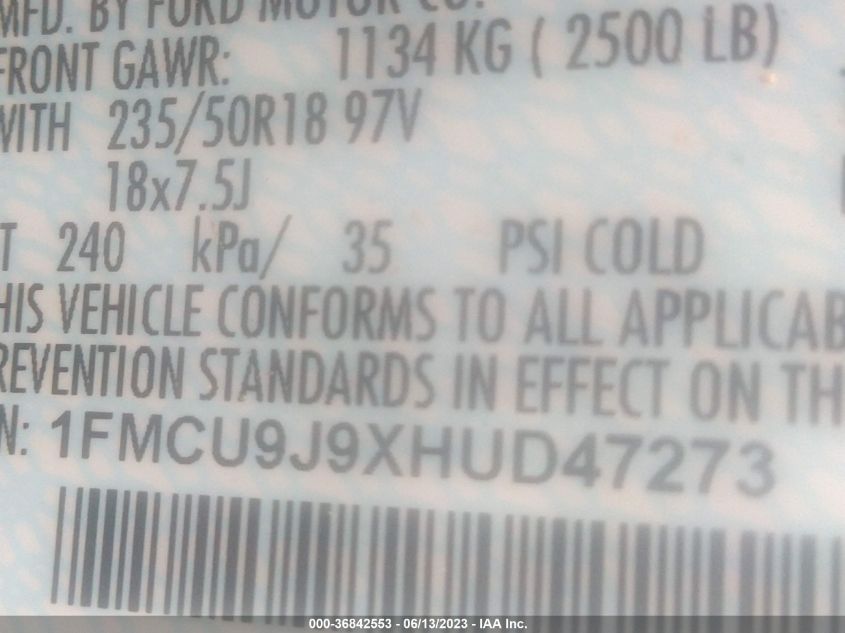 MFD. BY FORD MOTOR CO.
FRONT GAWR: 1134 KG ( 2500 LB)
WITH 235/50R18 97V
18x7.5J
T 240 kPa/ 35 PSI COLD
HIS VEHICLE CONFORMS TO ALL APPLICAB
REVENTION STANDARDS IN EFFECT ON TH
N: 1FMCU9J9XHUD47273
000-36842553 - 06/13/2023 - IAA Inc.